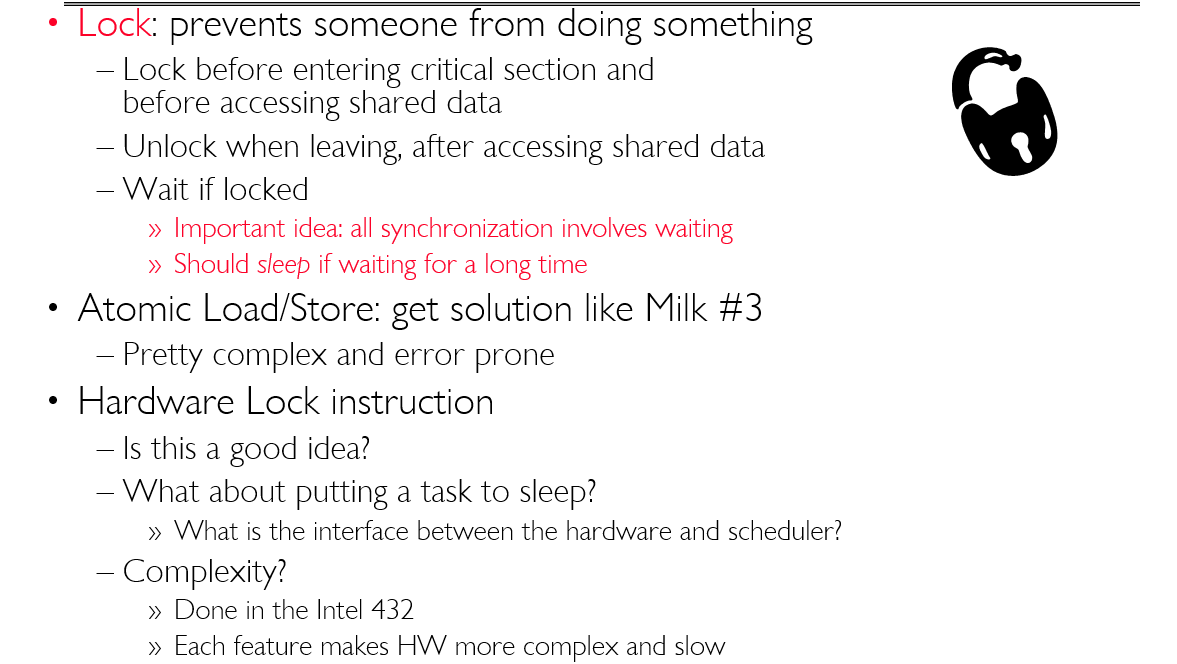 • Lock: prevents someone from doing something
– Lock before entering critical section and
before accessing shared data
– Unlock when leaving, after accessing shared data
– Wait if locked
» Important idea: all synchronization involves waiting
» Should sleep if waiting for a long time
• Atomic Load/Store: get solution like Milk #3
– Pretty complex and error prone
• Hardware Lock instruction
– Is this a good idea?
– What about putting a task to sleep?
» What is the interface between the hardware and scheduler?
– Complexity?
» Done in the Intel 432
» Each feature makes HW more complex and slow